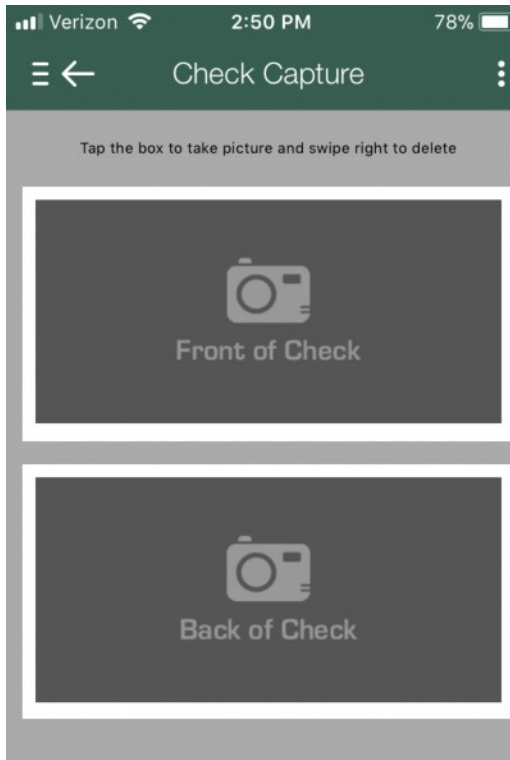 Verizon 2:50 PM 78%
Check Capture
Tap the box to take picture and swipe right to delete
Front of Check
Back of Check